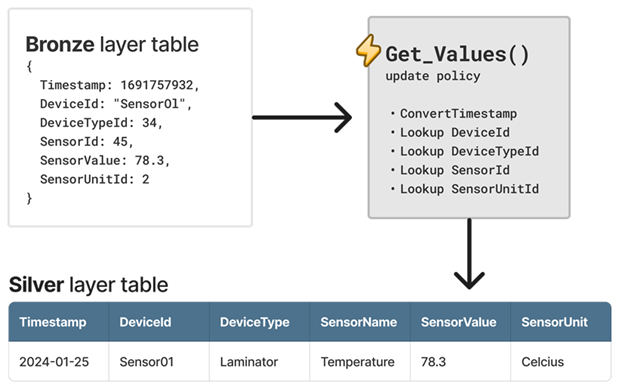 Bronze layer table
{
Timestamp: 1691757932,
DeviceId: "Sensor0l",
DeviceTypeId: 34,
SensorId: 45,
SensorValue: 78.3,
SensorUnitId: 2
}
Get_Values()
update policy
• ConvertTimestamp
• Lookup DeviceId
• Lookup DeviceTypeId
• Lookup SensorId
• Lookup SensorUnitId
Silver layer table
Timestamp DeviceId DeviceType SensorName SensorValue SensorUnit
2024-01-25 Sensor01 Laminator Temperature 78.3 Celcius